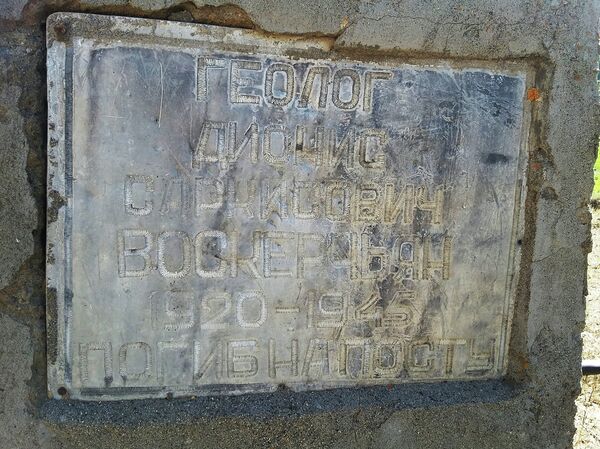 ГЕОЛОГ
ДИОНИС
САРКИСОВИЧ
ВОСКЕРЧЬЯН
1920-1945
ПОГИБ НА ПОСТУ